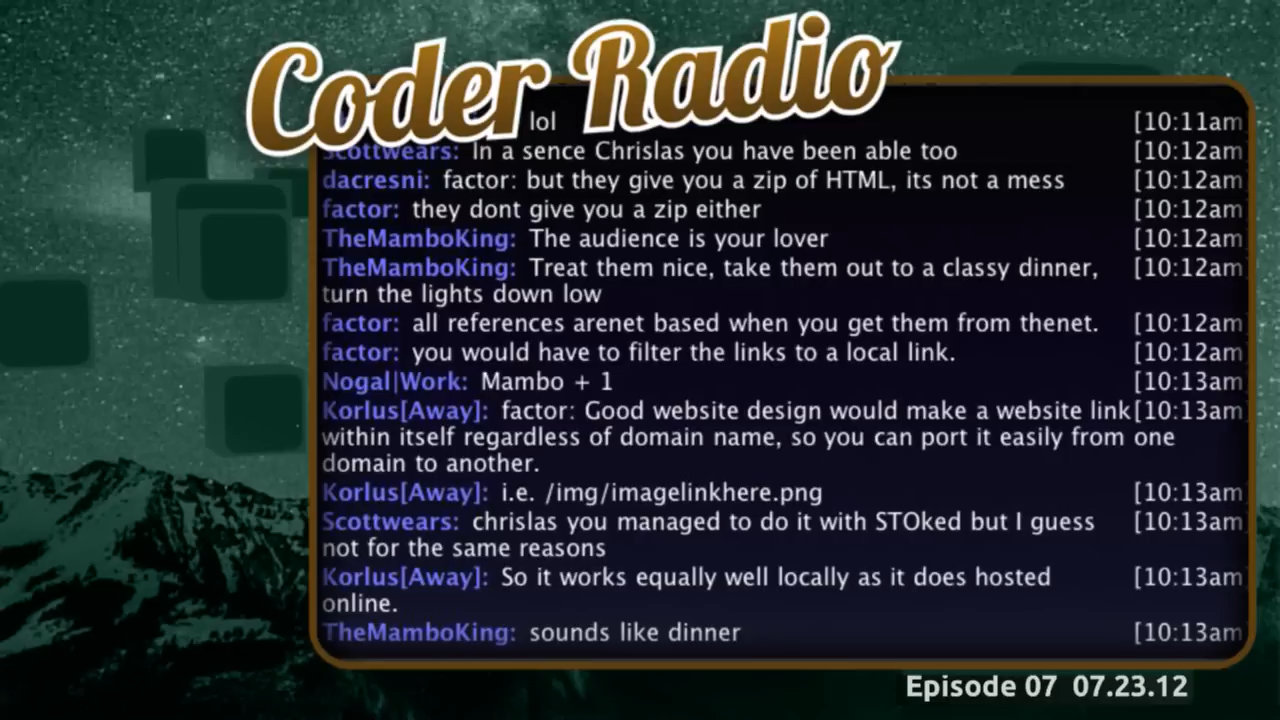 Coder Radio
lol [10:11am
Scottwears: In a sence Chrislas you have been able too [10:12am
dacresni: factor: but they give you a zip of HTML, its not a mess [10:12am
factor: they dont give you a zip either [10:12am
TheMamboKing: The audience is your lover [10:12am
TheMamboKing: Treat them nice, take them out to a classy dinner, [10:12am
turn the lights down low
factor: all references arenet based when you get them from thenet. [10:12am
factor: you would have to filter the links to a local link. [10:12am
Nogal|Work: Mambo + 1 [10:13am
Korlus[Away]: factor: Good website design would make a website link [10:13am
within itself regardless of domain name, so you can port it easily from one
domain to another.
Korlus[Away]: i.e. /img/imagelinkhere.png [10:13am
Scottwears: chrislas you managed to do it with STOked but I guess [10:13am
not for the same reasons
Korlus[Away]: So it works equally well locally as it does hosted [10:13am
online.
TheMamboKing: sounds like dinner [10:13am
Episode 07 07.23.12